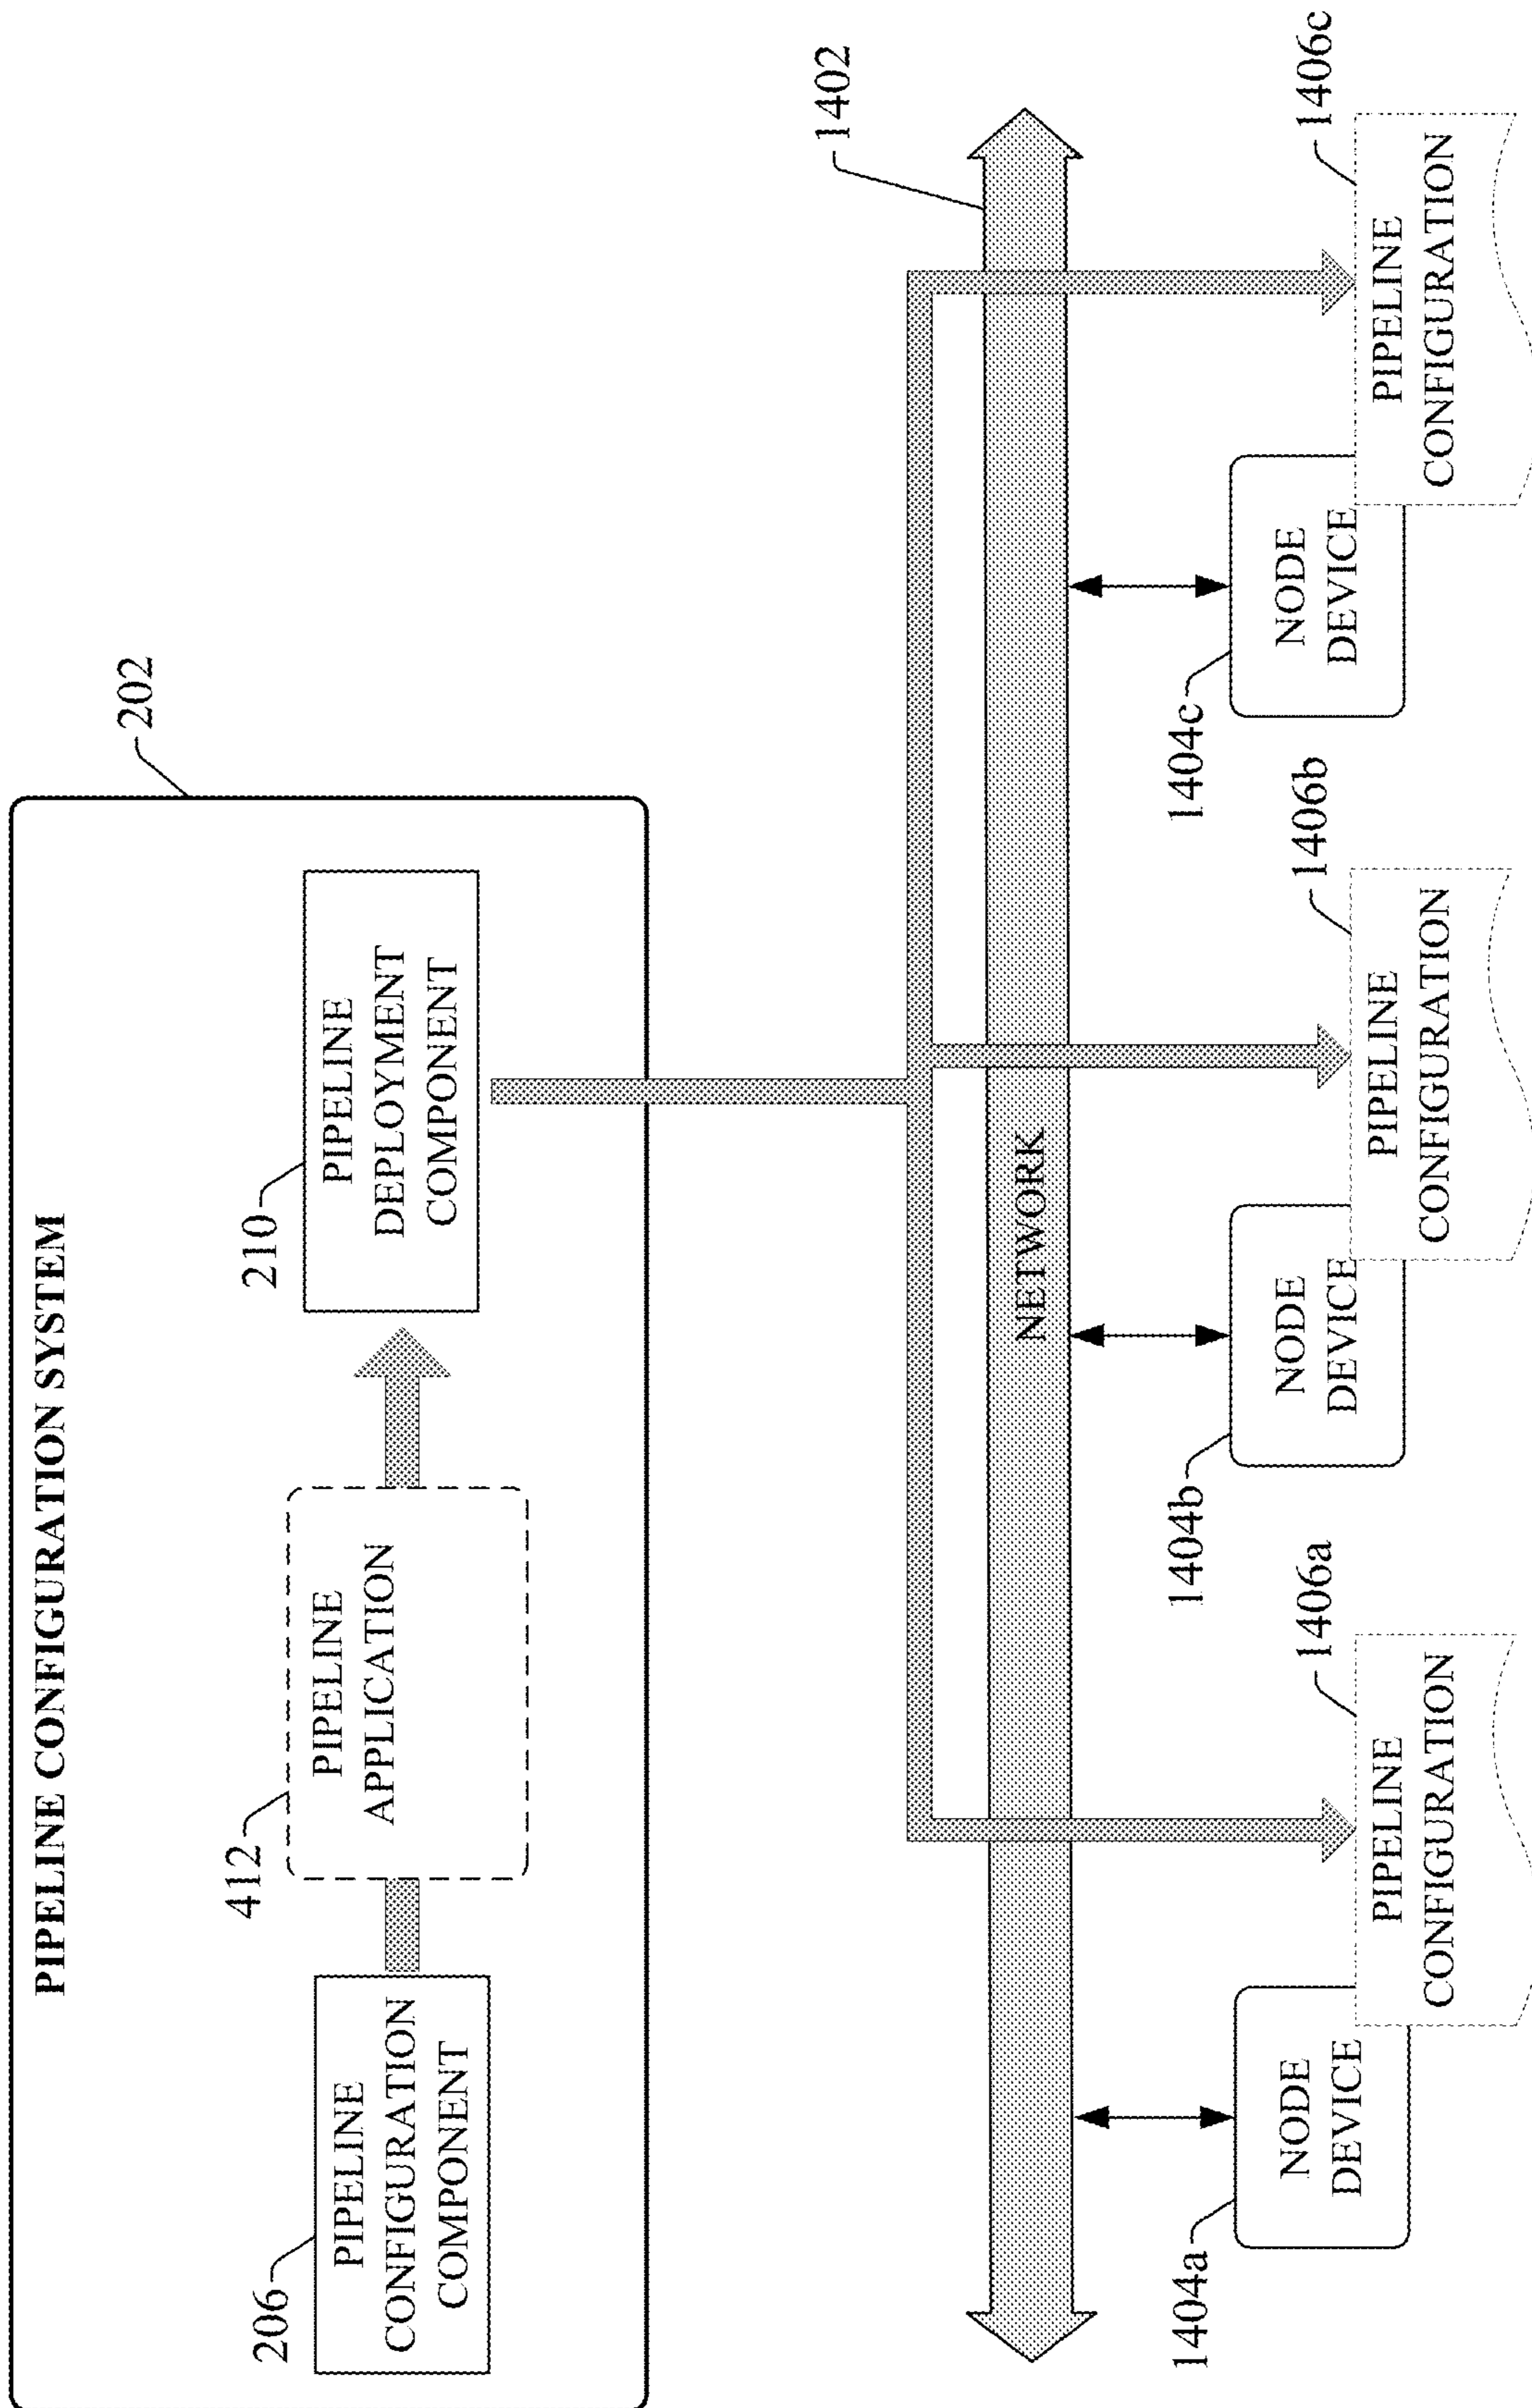 PIPELINE CONFIGURATION SYSTEM
202
206
PIPELINE
CONFIGURATION
COMPONENT
412
PIPELINE
APPLICATION
210
PIPELINE
DEPLOYMENT
COMPONENT
1402
NETWORK
1404a
NODE
DEVICE
1406a
PIPELINE
CONFIGURATION
1404b
NODE
DEVICE
1406b
PIPELINE
CONFIGURATION
1404c
NODE
DEVICE
1406c
PIPELINE
CONFIGURATION